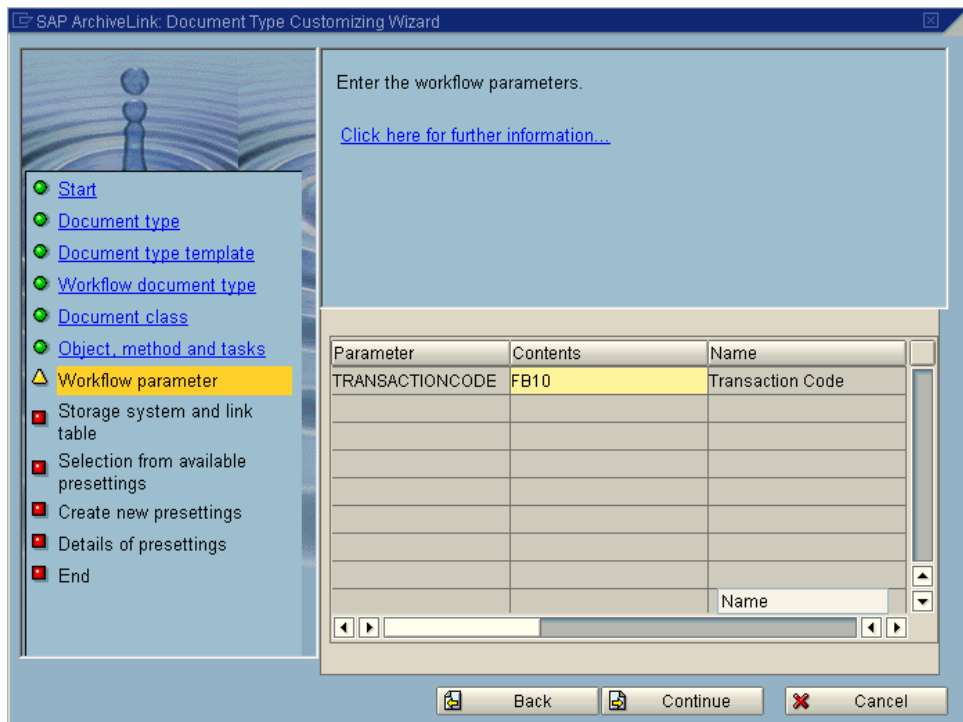 SAP ArchiveLink: Document Type Customizing Wizard
Enter the workflow parameters.
Click here for further information...
Start
Document type
Document type template
Workflow document type
Document class
Object, method and tasks
Workflow parameter
Storage system and link
table
Selection from available
presettings
Create new presettings
Details of presettings
End
Parameter Contents Name
TRANSACTIONCODE FB10 Transaction Code
Name
Back Continue Cancel